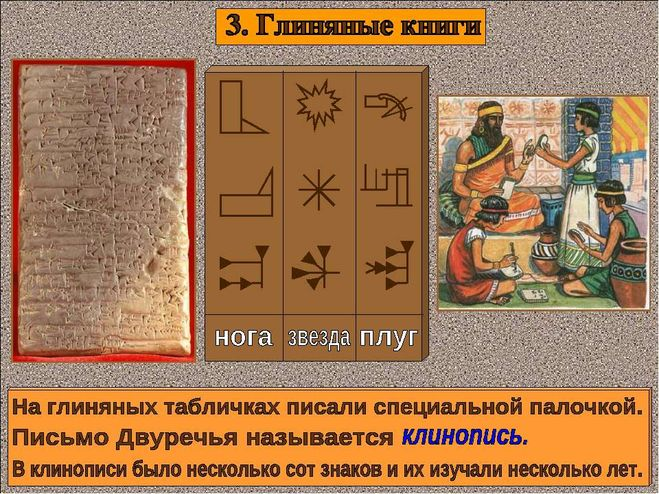 3. Глиняные книги
нога звезда плуг
На глиняных табличках писали специальной палочкой.
Письмо Двуречья называется клинопись.
В клинописи было несколько сот знаков и их изучали несколько лет.